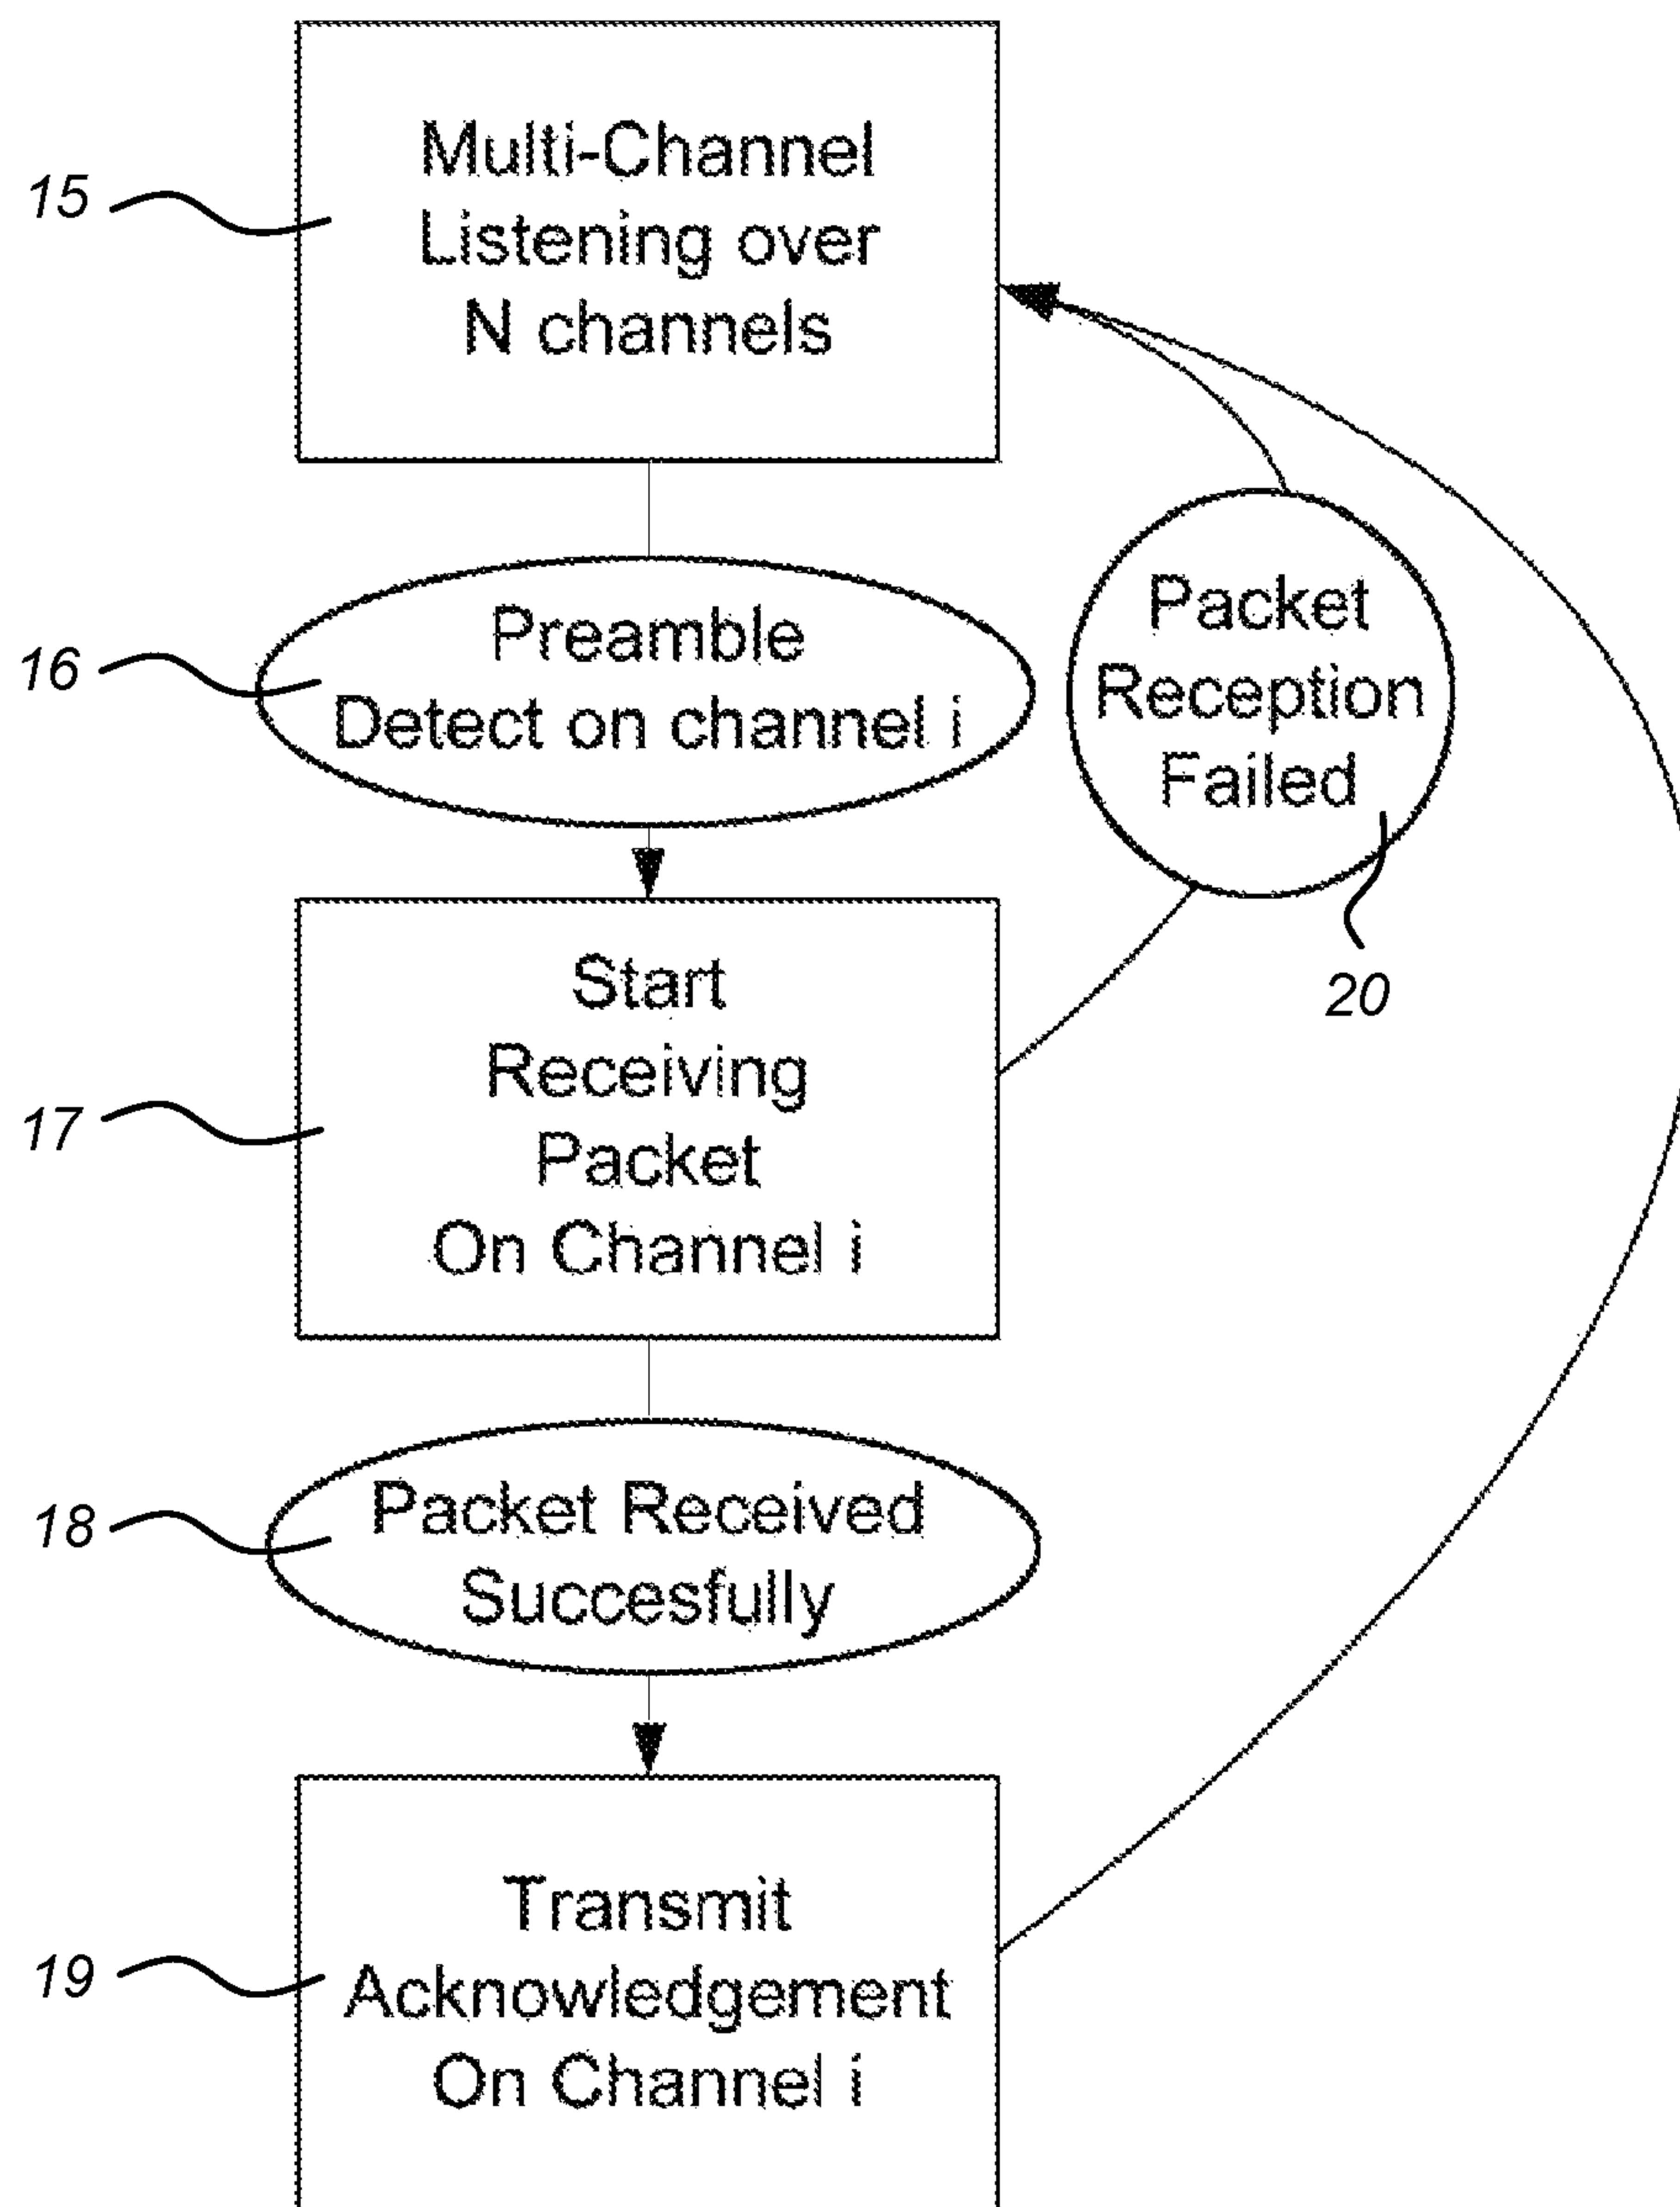 15
Multi-Channel
Listening over
N channels
16
Preamble
Detect on channel i
Packet
Reception
Failed
20
17
Start
Receiving
Packet
On Channel i
18
Packet Received
Succesfully
19
Transmit
Acknowledgement
On Channel i